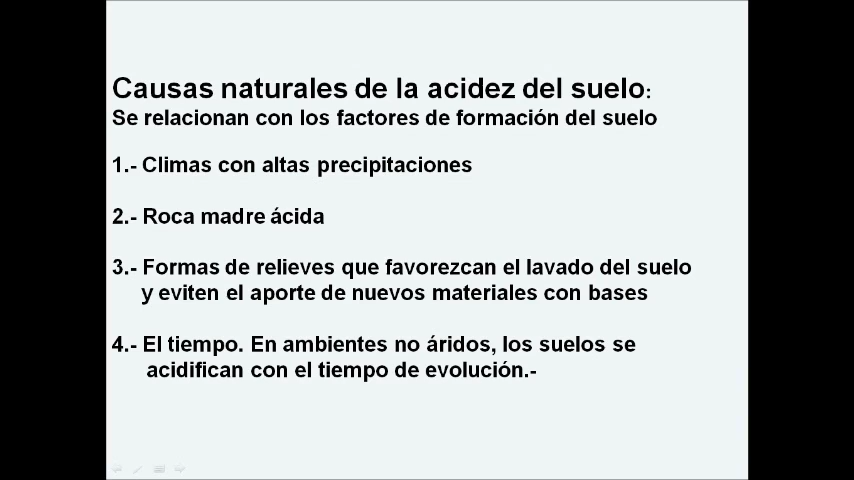 Causas naturales de la acidez del suelo:
Se relacionan con los factores de formación del suelo
1.- Climas con altas precipitaciones
2.- Roca madre ácida
3.- Formas de relieves que favorezcan el lavado del suelo
y eviten el aporte de nuevos materiales con bases
4.- El tiempo. En ambientes no áridos, los suelos se
acidifican con el tiempo de evolución.-